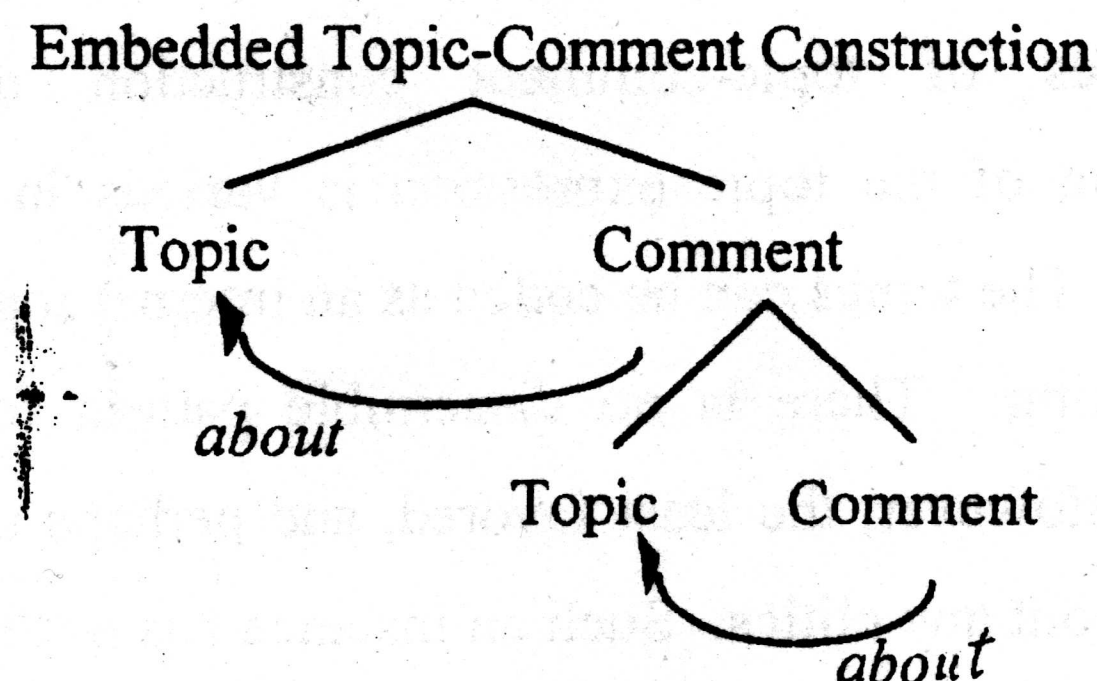 Embedded Topic-Comment Construction
Topic Comment
about
Topic Comment
about